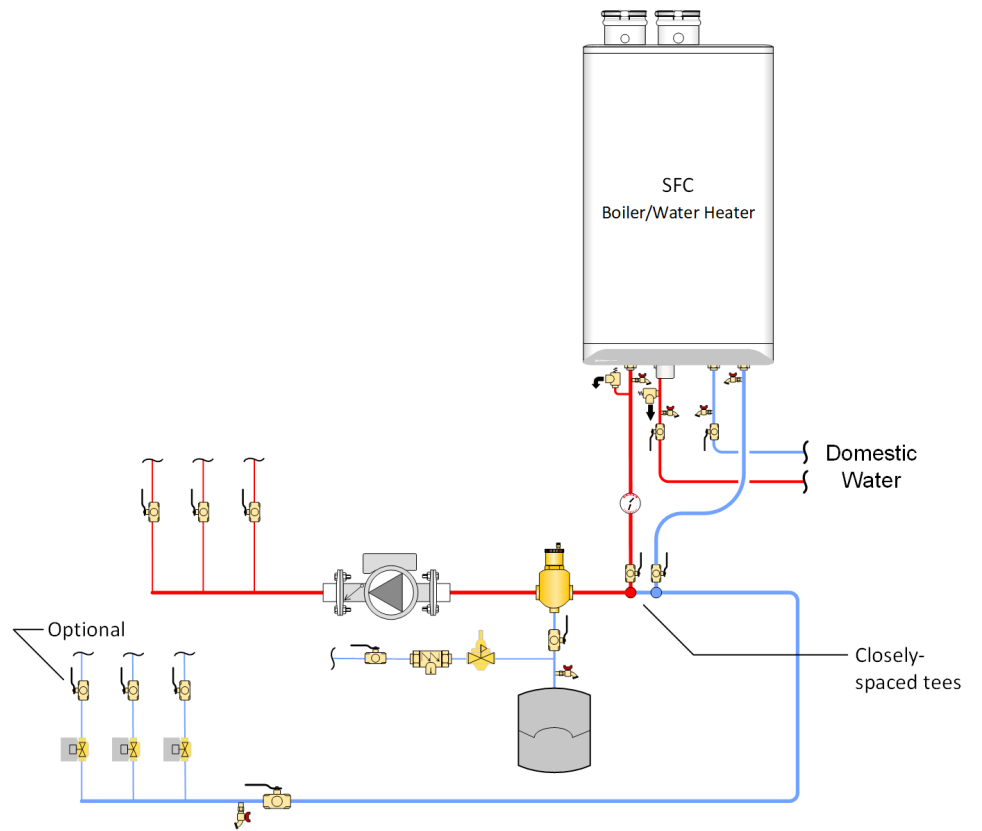 SFC
Boiler/Water Heater
Domestic
Water
Optional
Closely-
spaced tees